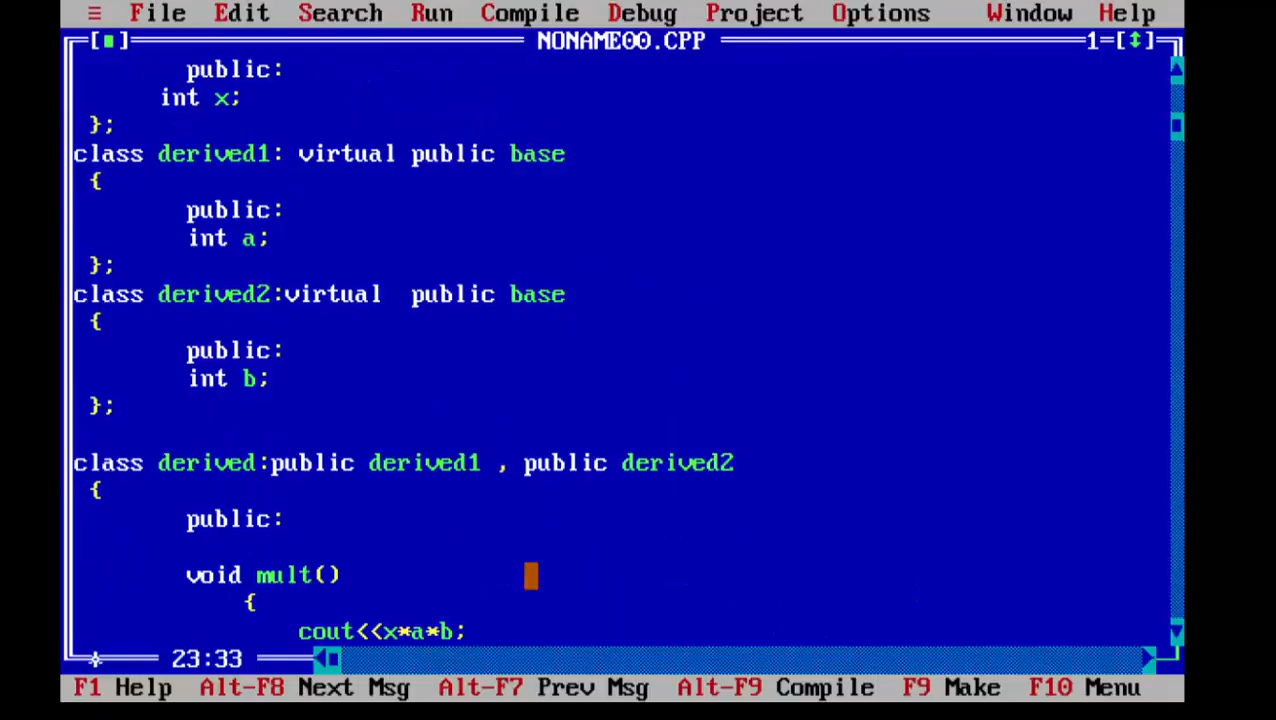 ≡ File Edit Search Run Compile Debug Project Options Window Help
[■] NONAME00.CPP 1=[↕]
public:
int x;
};
class derived1: virtual public base
{
public:
int a;
};
class derived2:virtual  public base
{
public:
int b;
};
class derived:public derived1 , public derived2
{
public:
void mult()
{
cout<<x*a*b;
23:33
F1 Help Alt-F8 Next Msg Alt-F7 Prev Msg Alt-F9 Compile F9 Make F10 Menu